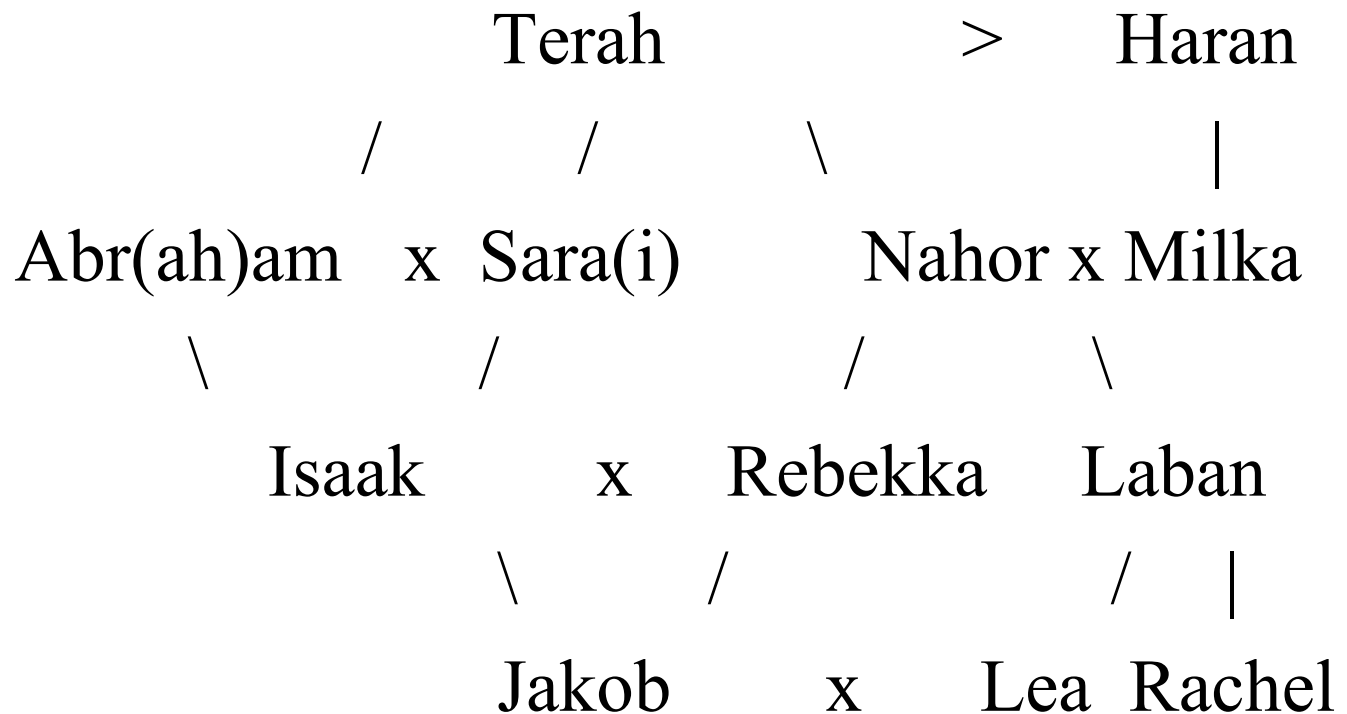 Terah > Haran
/ / \ |
Abr(ah)am x Sara(i) Nahor x Milka
\ / / \
Isaak x Rebekka Laban
\ / / |
Jakob x Lea Rachel